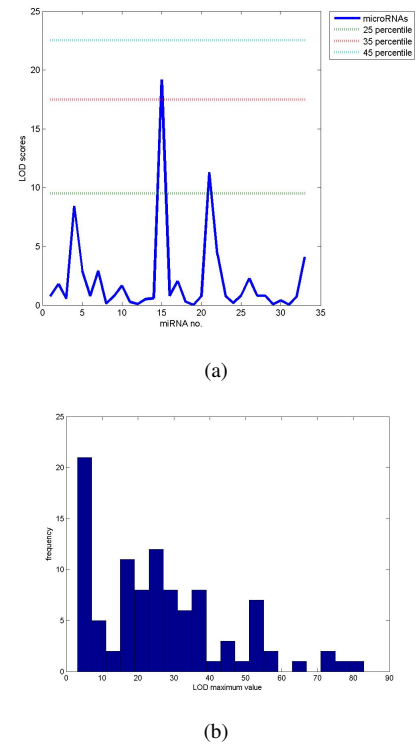 25
20
15
10
5
0
LOD scores
0 5 10 15 20 25 30 35
miRNA no.
microRNAs
25 percentile
35 percentile
45 percentile
(a)
25
20
15
10
5
0
frequency
0 10 20 30 40 50 60 70 80 90
LOD maximum value
(b)